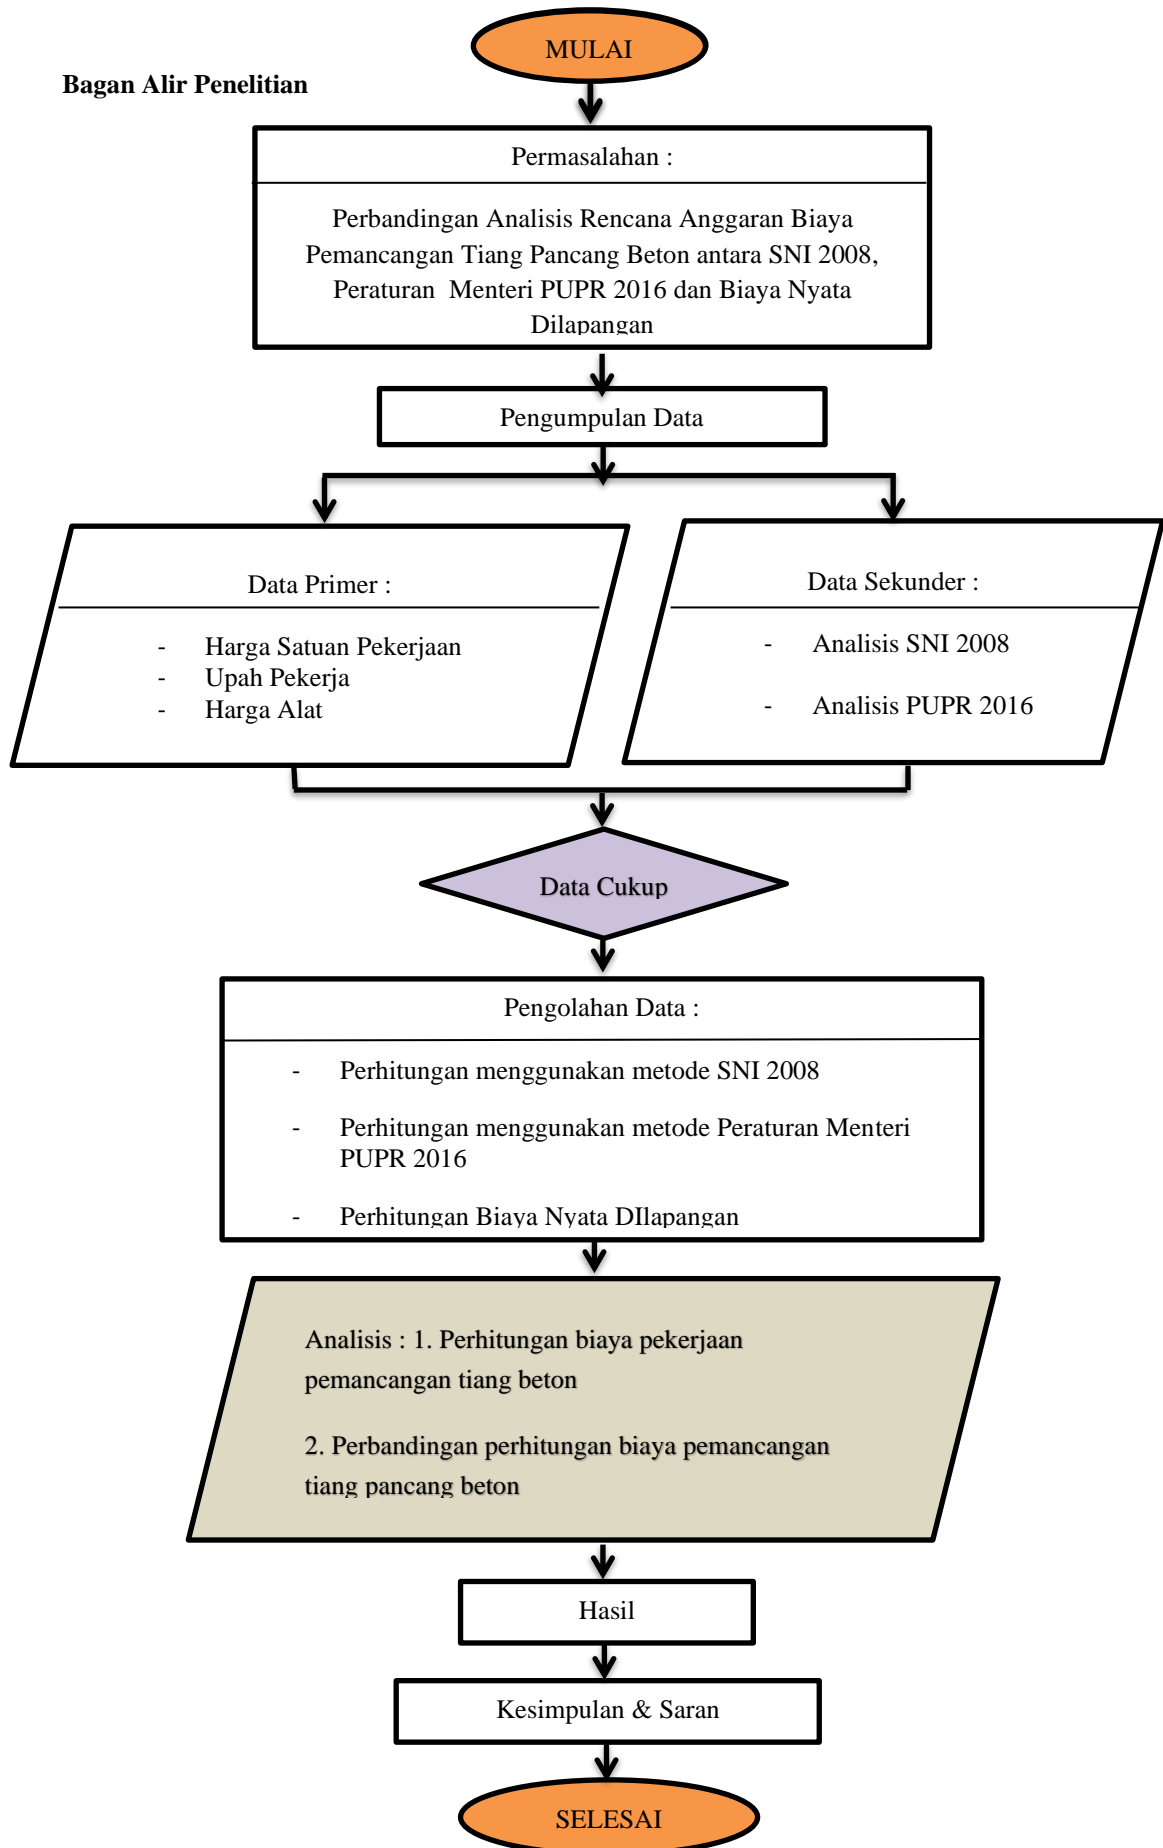 MULAI
Bagan Alir Penelitian
Permasalahan :
Perbandingan Analisis Rencana Anggaran Biaya
Pemancangan Tiang Pancang Beton antara SNI 2008,
Peraturan Menteri PUPR 2016 dan Biaya Nyata
Dilapangan
Pengumpulan Data
Data Primer :
- Harga Satuan Pekerjaan
- Upah Pekerja
- Harga Alat
Data Sekunder :
- Analisis SNI 2008
- Analisis PUPR 2016
Data Cukup
Pengolahan Data :
- Perhitungan menggunakan metode SNI 2008
- Perhitungan menggunakan metode Peraturan Menteri
PUPR 2016
- Perhitungan Biaya Nyata DIlapangan
Analisis : 1. Perhitungan biaya pekerjaan
pemancangan tiang beton
2. Perbandingan perhitungan biaya pemancangan
tiang pancang beton
Hasil
Kesimpulan & Saran
SELESAI